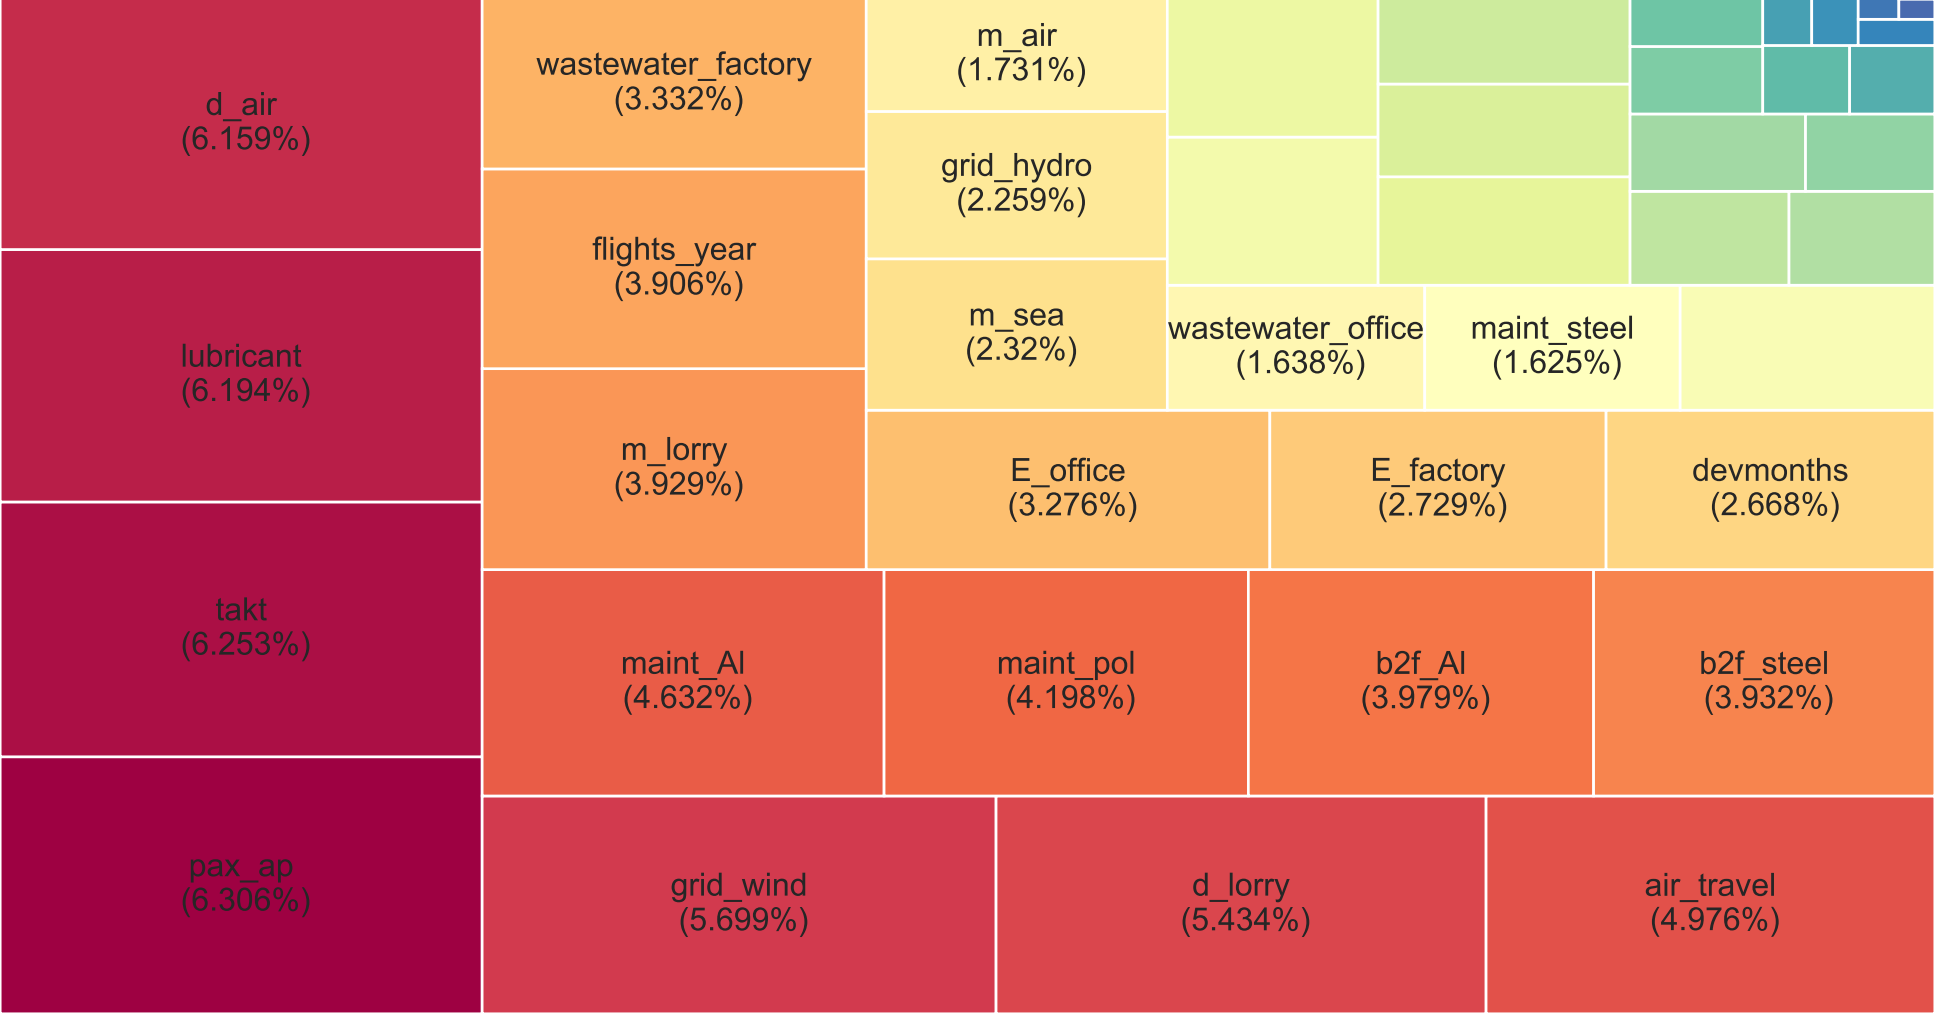 d_air
(6.159%)
lubricant
(6.194%)
takt
(6.253%)
pax_ap
(6.306%)
wastewater_factory
(3.332%)
flights_year
(3.906%)
m_lorry
(3.929%)
m_air
(1.731%)
grid_hydro
(2.259%)
m_sea
(2.32%)
wastewater_office
(1.638%)
maint_steel
(1.625%)
E_office
(3.276%)
E_factory
(2.729%)
devmonths
(2.668%)
maint_Al
(4.632%)
maint_pol
(4.198%)
b2f_Al
(3.979%)
b2f_steel
(3.932%)
grid_wind
(5.699%)
d_lorry
(5.434%)
air_travel
(4.976%)